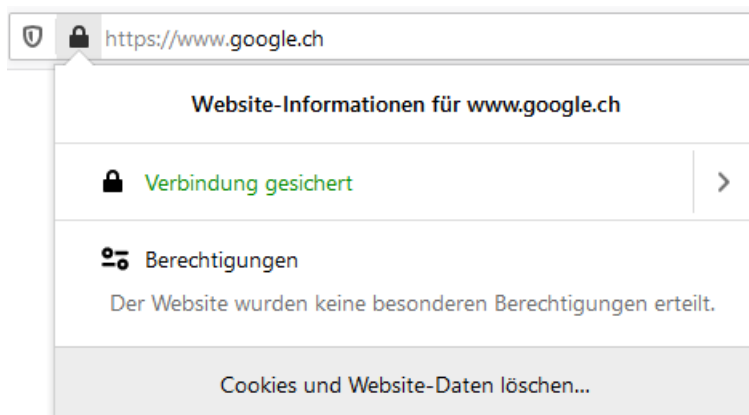 https://www.google.ch
Website-Informationen für www.google.ch
Verbindung gesichert
Berechtigungen
Der Website wurden keine besonderen Berechtigungen erteilt.
Cookies und Website-Daten löschen...